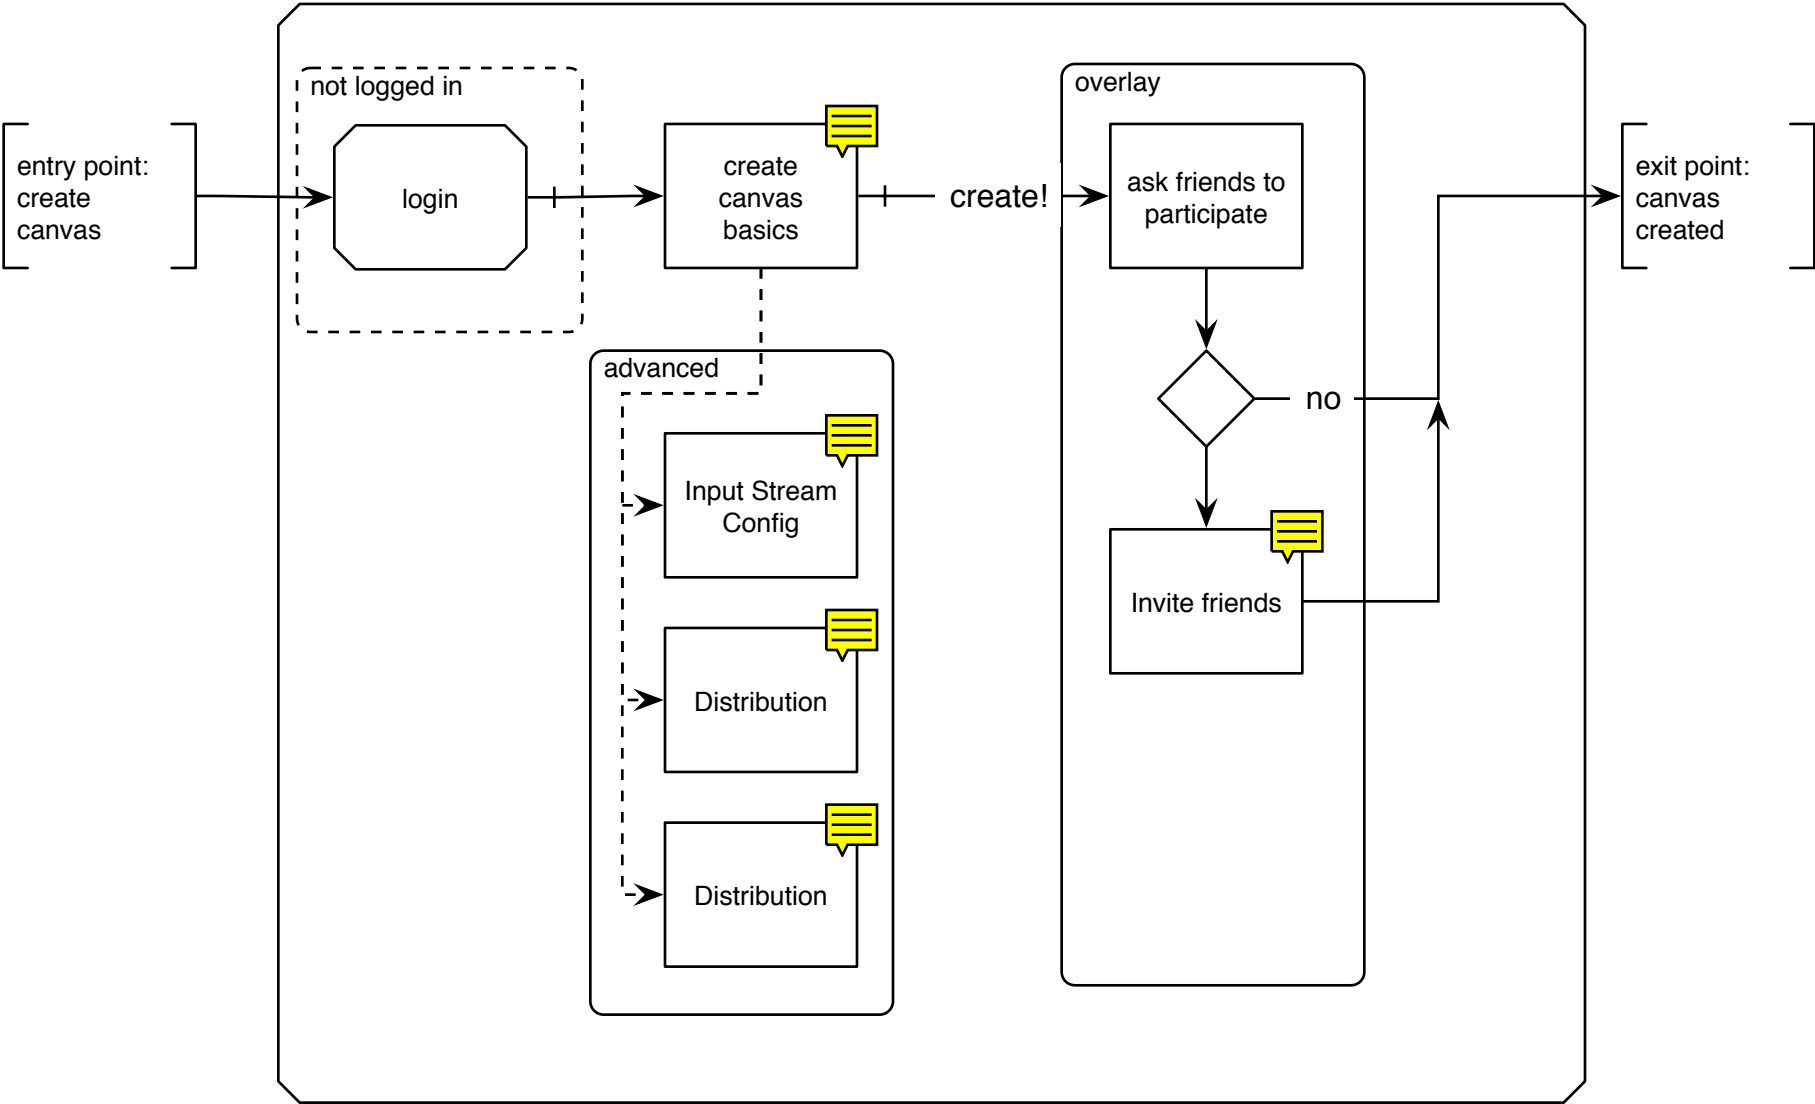 not logged in
overlay
entry point:
create
canvas
login
create
canvas
basics
create!
ask friends to
participate
exit point:
canvas
created
advanced
no
Input Stream
Config
Invite friends
Distribution
Distribution